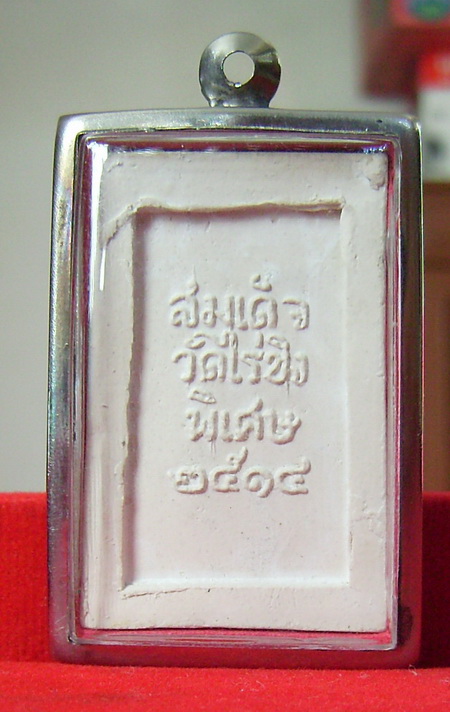 สมเด็จ
วัดไร่ขิง
พิเศษ
๒๕๑๔